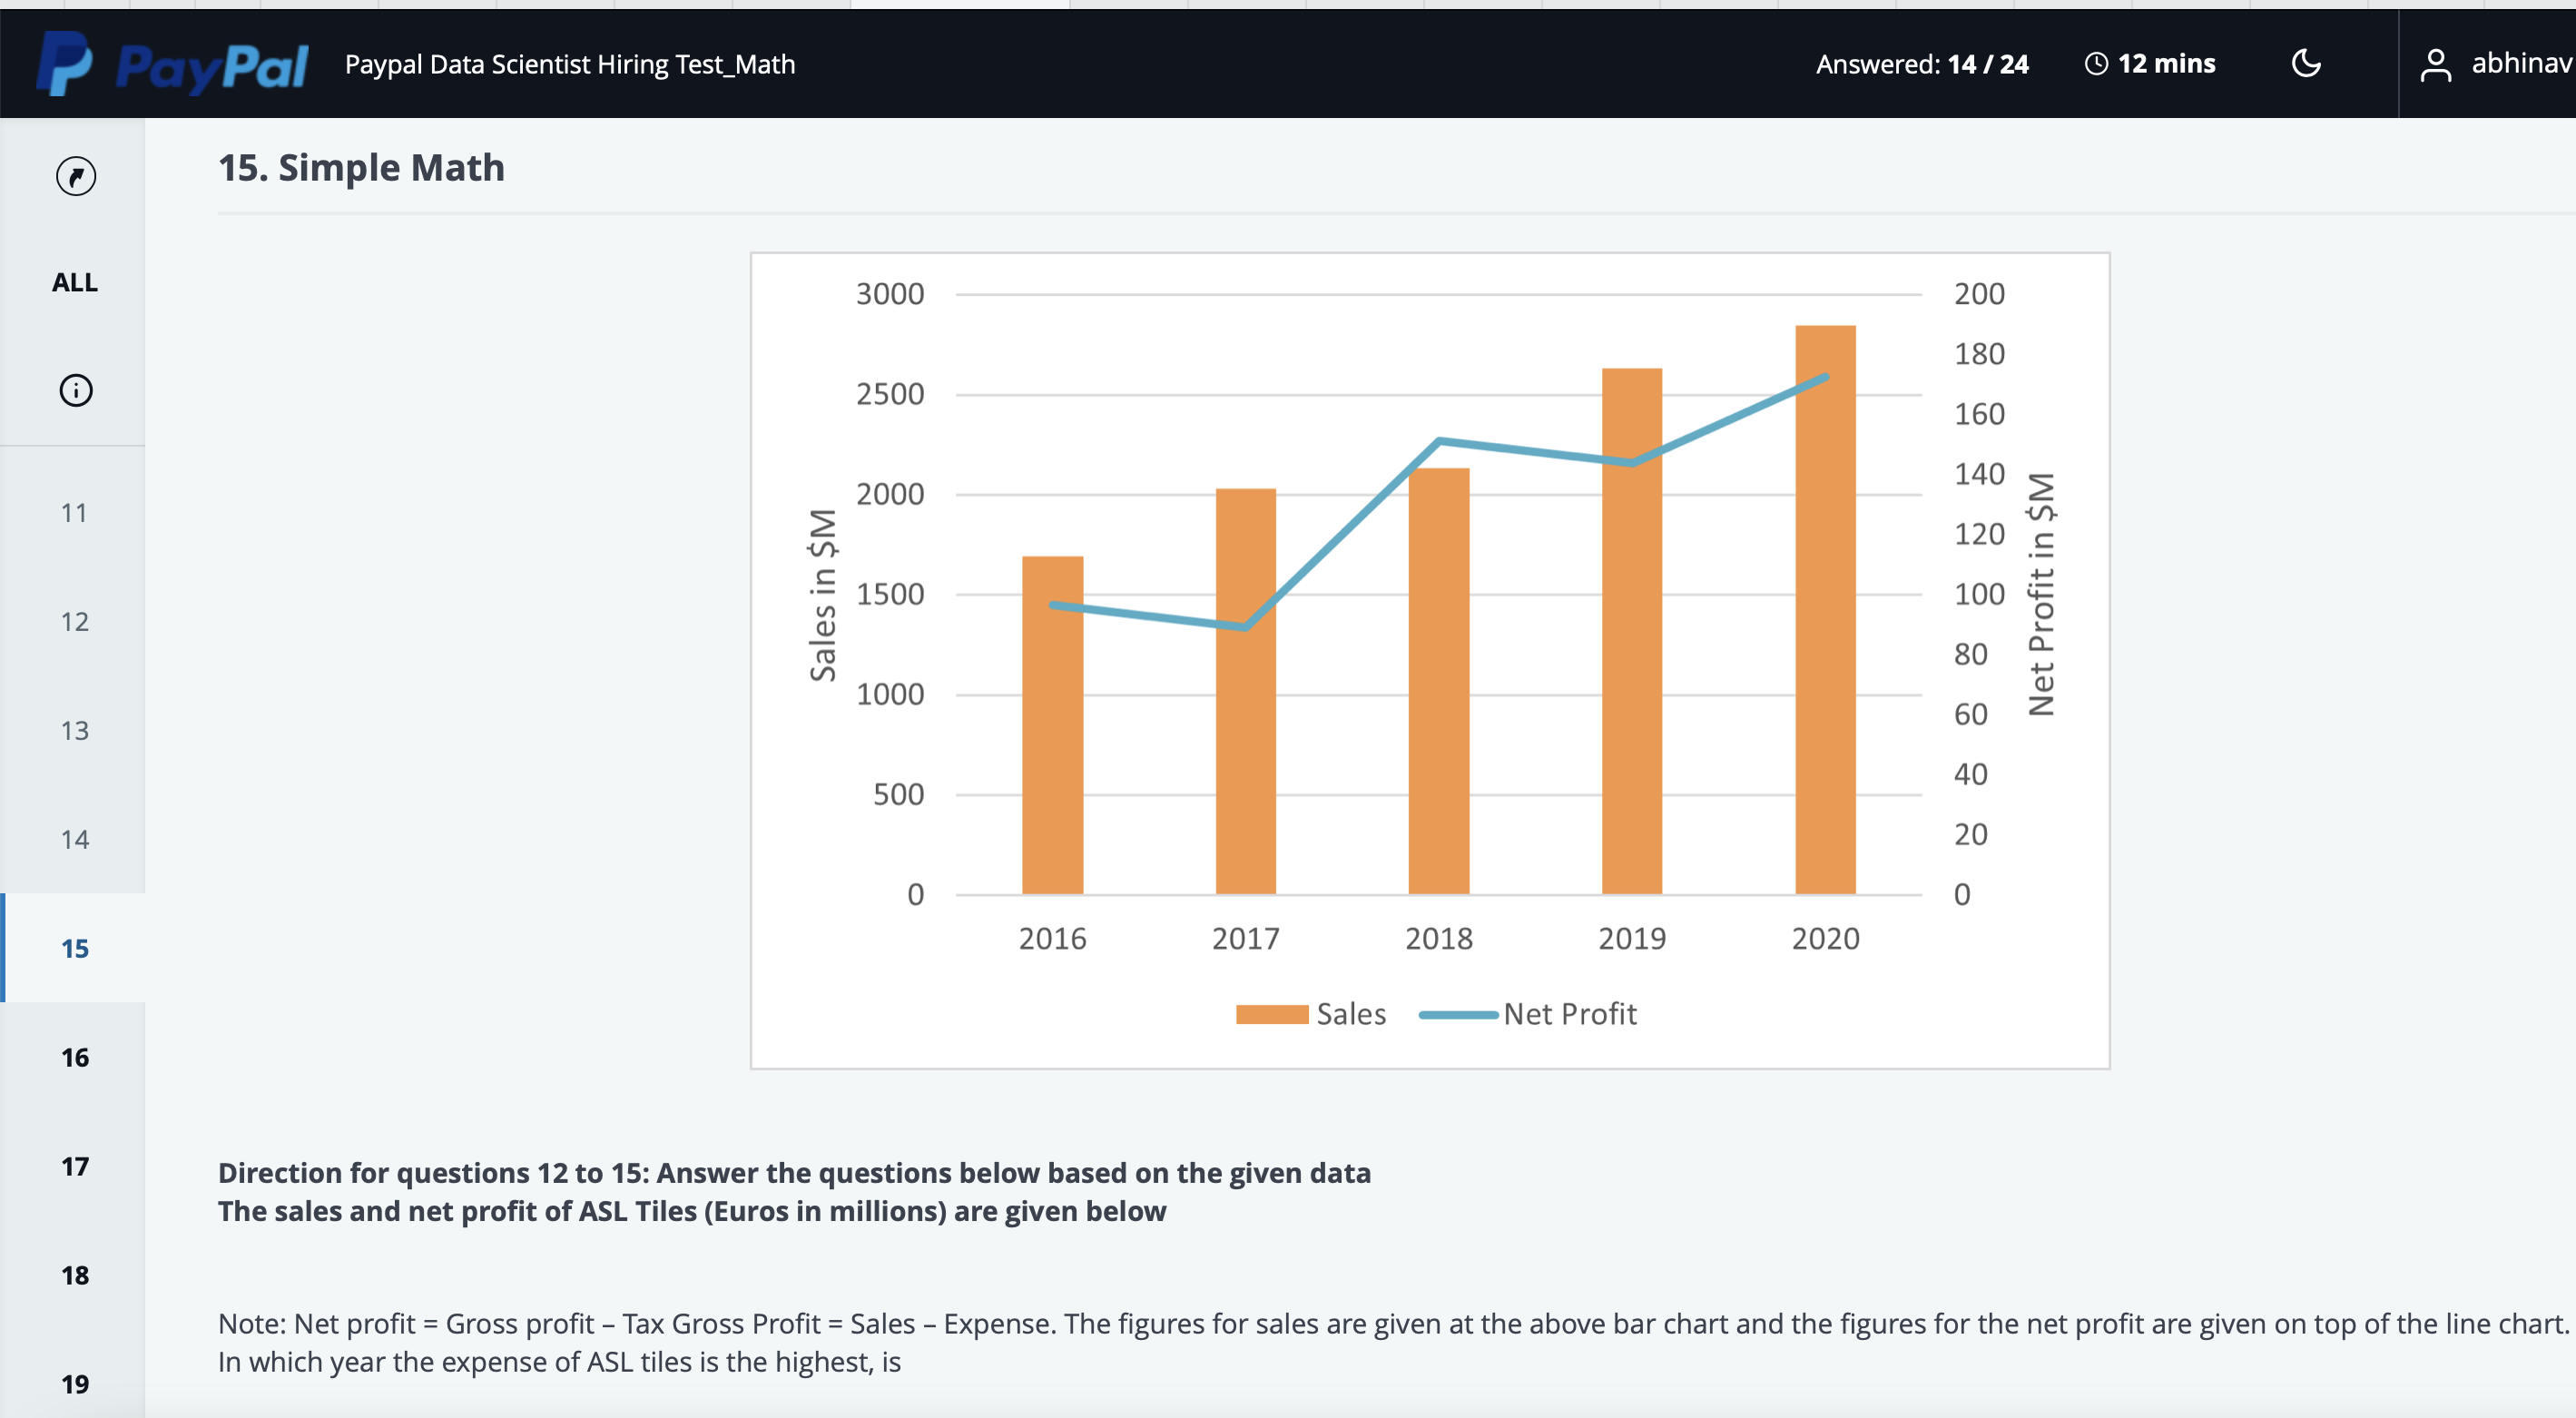 PayPal
Paypal Data Scientist Hiring Test_Math
Answered: 14 / 24
12 mins
abhinav
15. Simple Math
ALL
11
12
13
14
15
16
17
18
19
3000
2500
2000
1500
1000
500
0
Sales in $M
200
180
160
140
120
100
80
60
40
20
0
Net Profit in $M
2016 2017 2018 2019 2020
Sales Net Profit
Direction for questions 12 to 15: Answer the questions below based on the given data
The sales and net profit of ASL Tiles (Euros in millions) are given below
Note: Net profit = Gross profit – Tax Gross Profit = Sales – Expense. The figures for sales are given at the above bar chart and the figures for the net profit are given on top of the line chart.
In which year the expense of ASL tiles is the highest, is